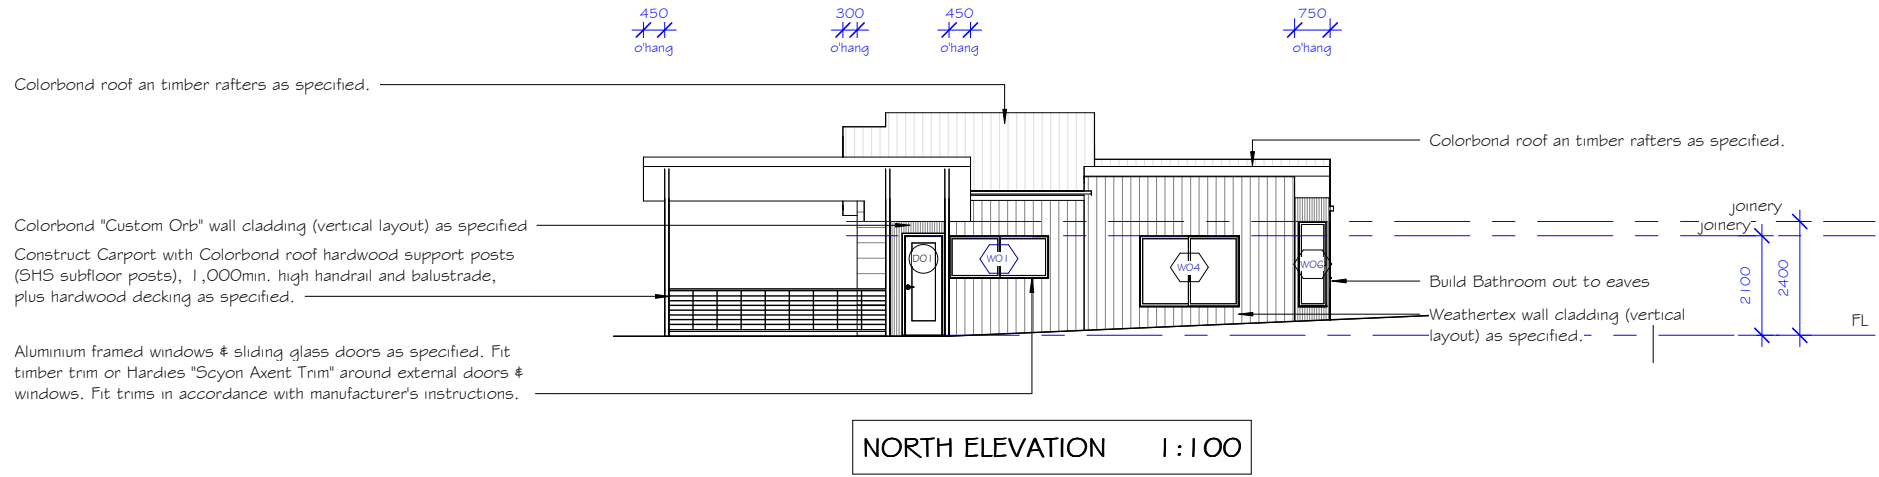 450 300 450 750
o'hang o'hang o'hang o'hang
Colorbond roof an timber rafters as specified.
Colorbond roof an timber rafters as specified.
Colorbond "Custom Orb" wall cladding (vertical layout) as specified
Construct Carport with Colorbond roof hardwood support posts
(SHS subfloor posts), 1,000min. high handrail and balustrade,
plus hardwood decking as specified.
Aluminium framed windows & sliding glass doors as specified. Fit
timber trim or Hardies "Scyon Axent Trim" around external doors &
windows. Fit trims in accordance with manufacturer's instructions.
D01 W01 W04 W06
joinery
joinery
2100 2400
Build Bathroom out to eaves
Weathertex wall cladding (vertical
layout) as specified.
FL
NORTH ELEVATION 1:100